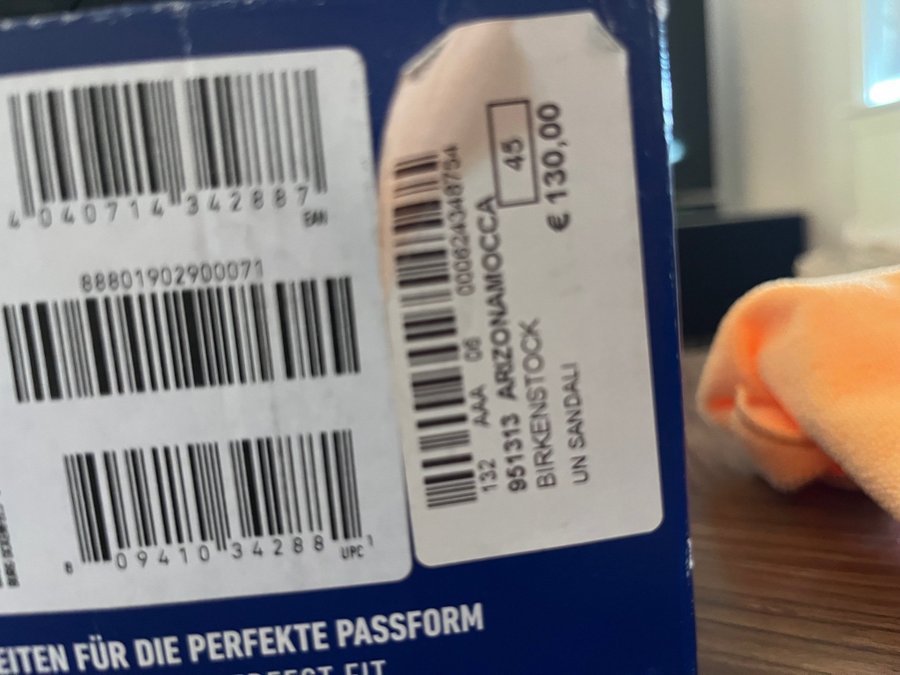 4 040714 342887
EAN
88801902900071
8 09410 34288 1
UPC
EITEN FÜR DIE PERFEKTE PASSFORM
45
€ 130,00
132 AAA 06
951313 ARIZONAMOCCA
BIRKENSTOCK
UN SANDALI